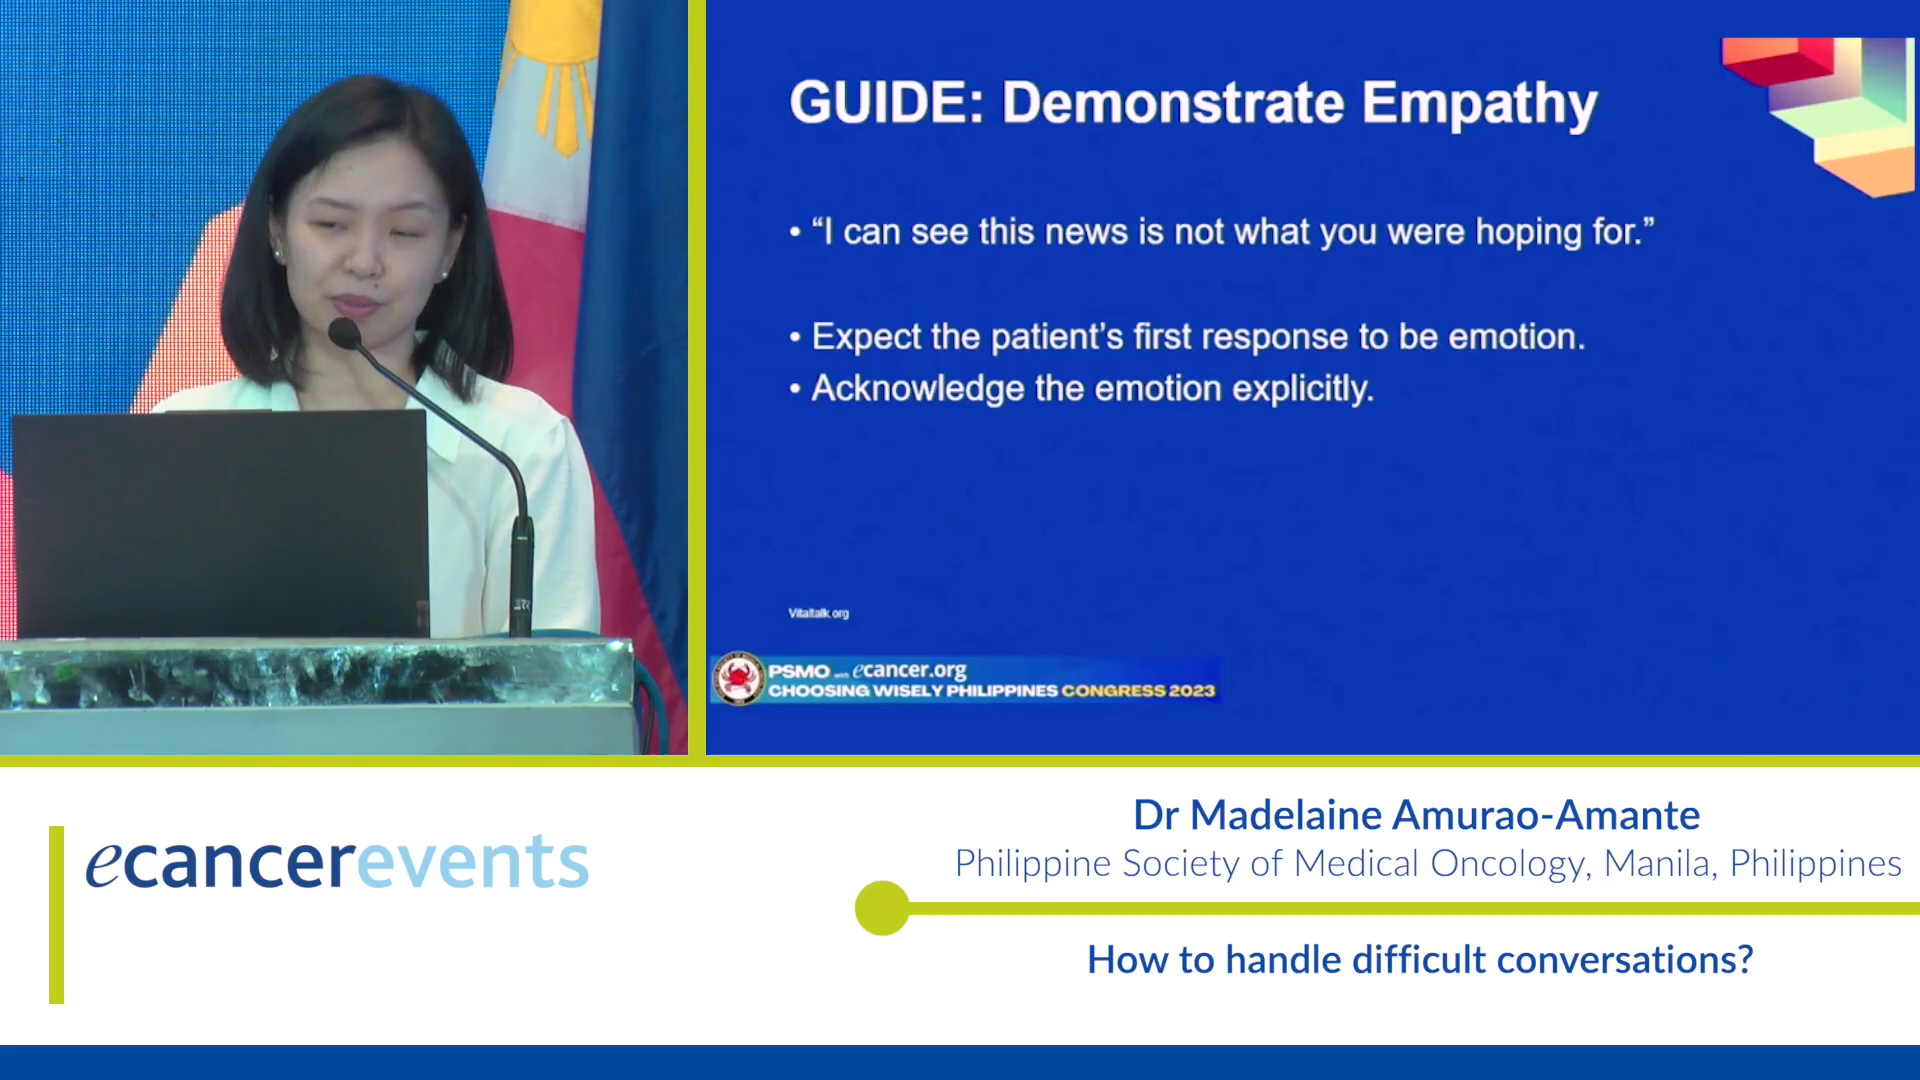 GUIDE: Demonstrate Empathy
• “I can see this news is not what you were hoping for.”
• Expect the patient’s first response to be emotion.
• Acknowledge the emotion explicitly.
Vitaltalk.org
PSMO with ecancer.org
CHOOSING WISELY PHILIPPINES CONGRESS 2023
ecancerevents
Dr Madelaine Amurao-Amante
Philippine Society of Medical Oncology, Manila, Philippines
How to handle difficult conversations?